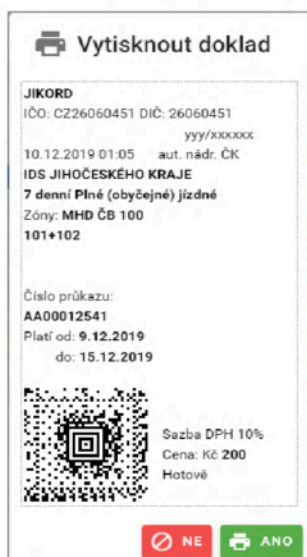 Vytisknout doklad
JIKORD
IČO: CZ26060451 DIČ: 26060451
yyy/xxxxxx
10.12.2019 01:05 aut. nádr. ČK
IDS JIHOČESKÉHO KRAJE
7 denní Plné (obyčejné) jízdné
Zóny: MHD ČB 100
101+102
Číslo průkazu:
AA00012541
Platí od: 9.12.2019
do: 15.12.2019
Sazba DPH 10%
Cena: Kč 200
Hotově
NE ANO